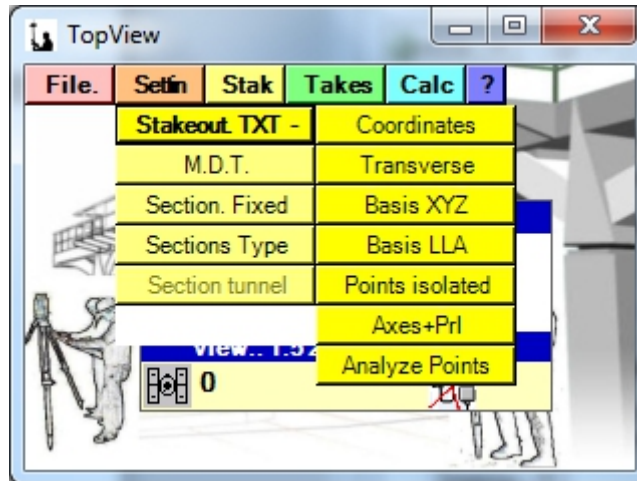 TopView
File. Settin Stak Takes Calc ?
Stakeout. TXT - Coordinates
M.D.T. Transverse
Section. Fixed Basis XYZ
Sections Type Basis LLA
Section tunnel Points isolated
Axes+Prl
Analyze Points
0